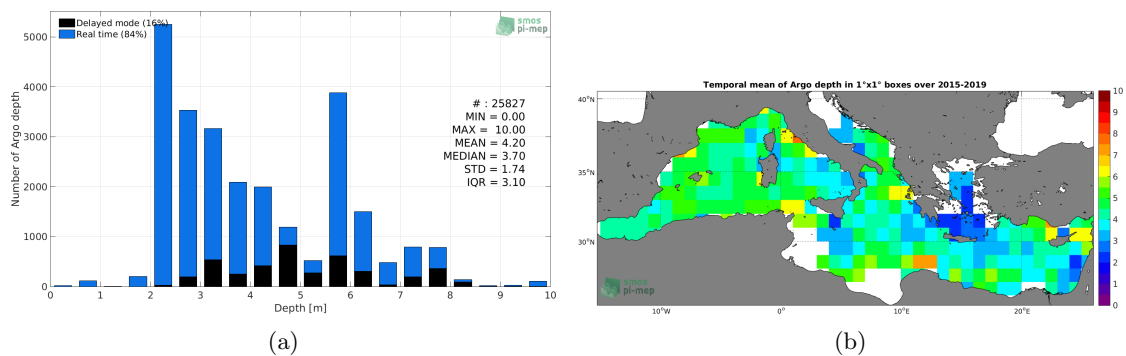 Delayed mode (16%)
Real time (84%)
smos
pi-mep
Number of Argo depth
5000
4000
3000
2000
1000
0
# : 25827
MIN = 0.00
MAX = 10.00
MEAN = 4.20
MEDIAN = 3.70
STD = 1.74
IQR = 3.10
0 1 2 3 4 5 6 7 8 9 10
Depth [m]
(a)
Temporal mean of Argo depth in 1°x1° boxes over 2015-2019
40°N
35°N
30°N
10°W 0° 10°E 20°E
smos
pi-mep
10
9
8
7
6
5
4
3
2
1
0
(b)